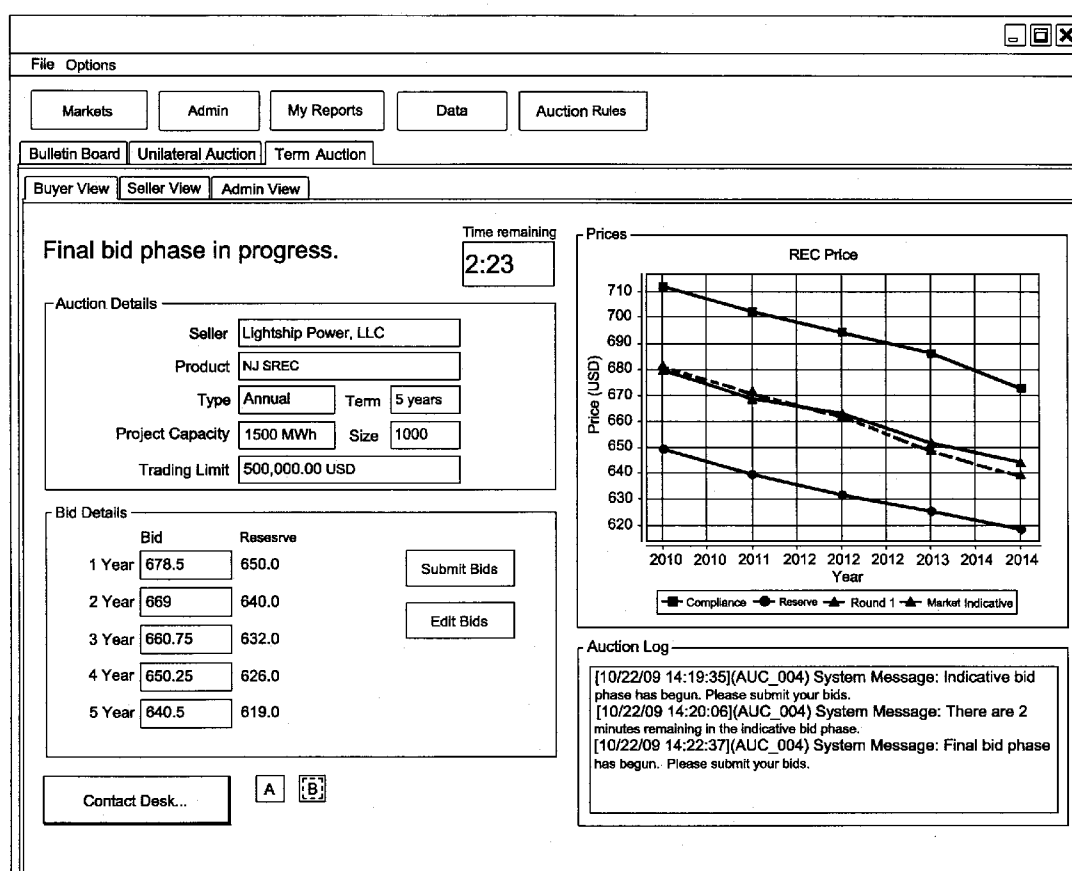 File Options
Markets Admin My Reports Data Auction Rules
Bulletin Board Unilateral Auction Term Auction
Buyer View Seller View Admin View
Final bid phase in progress.
Time remaining
2:23
Auction Details
Seller Lightship Power, LLC
Product NJ SREC
Type Annual Term 5 years
Project Capacity 1500 MWh Size 1000
Trading Limit 500,000.00 USD
Bid Details
Bid Resesrve
1 Year 678.5 650.0
2 Year 669 640.0
3 Year 660.75 632.0
4 Year 650.25 626.0
5 Year 640.5 619.0
Submit Bids
Edit Bids
Contact Desk...
A B
Prices
REC Price
Price (USD)
710
700
690
680
670
660
650
640
630
620
2010 2010 2011 2012 2012 2012 2013 2014 2014
Year
Compliance Reserve Round 1 Market Indicative
Auction Log
[10/22/09 14:19:35](AUC_004) System Message: Indicative bid
phase has begun. Please submit your bids.
[10/22/09 14:20:06](AUC_004) System Message: There are 2
minutes remaining in the indicative bid phase.
[10/22/09 14:22:37](AUC_004) System Message: Final bid phase
has begun. Please submit your bids.